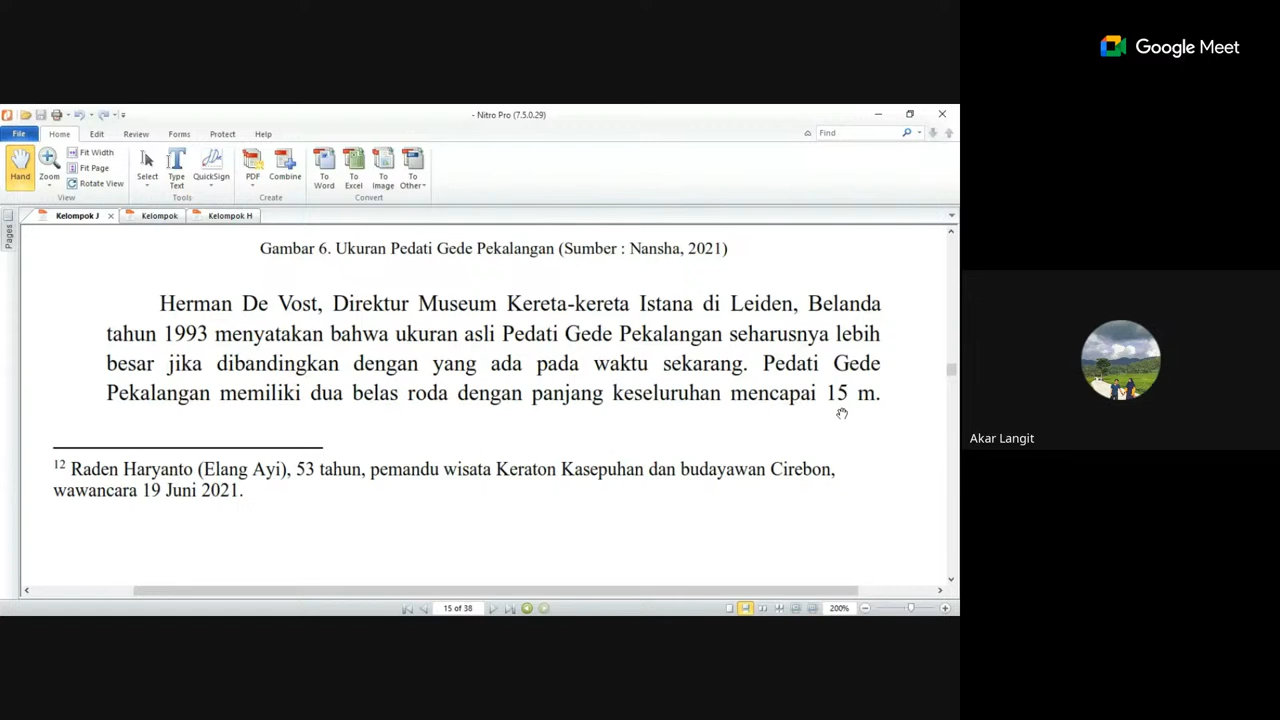 Google Meet
- Nitro Pro (7.5.0.29)
File Home Edit Review Forms Protect Help
Find
Hand
Zoom
Fit Width
Fit Page
Rotate View
View
Select
Type Text
QuickSign
Tools
PDF
Combine
Create
To Word
To Excel
To Image
To Other
Convert
Kelompok J
Kelompok
Kelompok H
Pages
Gambar 6. Ukuran Pedati Gede Pekalangan (Sumber : Nansha, 2021)
Herman De Vost, Direktur Museum Kereta-kereta Istana di Leiden, Belanda
tahun 1993 menyatakan bahwa ukuran asli Pedati Gede Pekalangan seharusnya lebih
besar jika dibandingkan dengan yang ada pada waktu sekarang. Pedati Gede
Pekalangan memiliki dua belas roda dengan panjang keseluruhan mencapai 15 m.
12 Raden Haryanto (Elang Ayi), 53 tahun, pemandu wisata Keraton Kasepuhan dan budayawan Cirebon,
wawancara 19 Juni 2021.
15 of 38
200%
Akar Langit